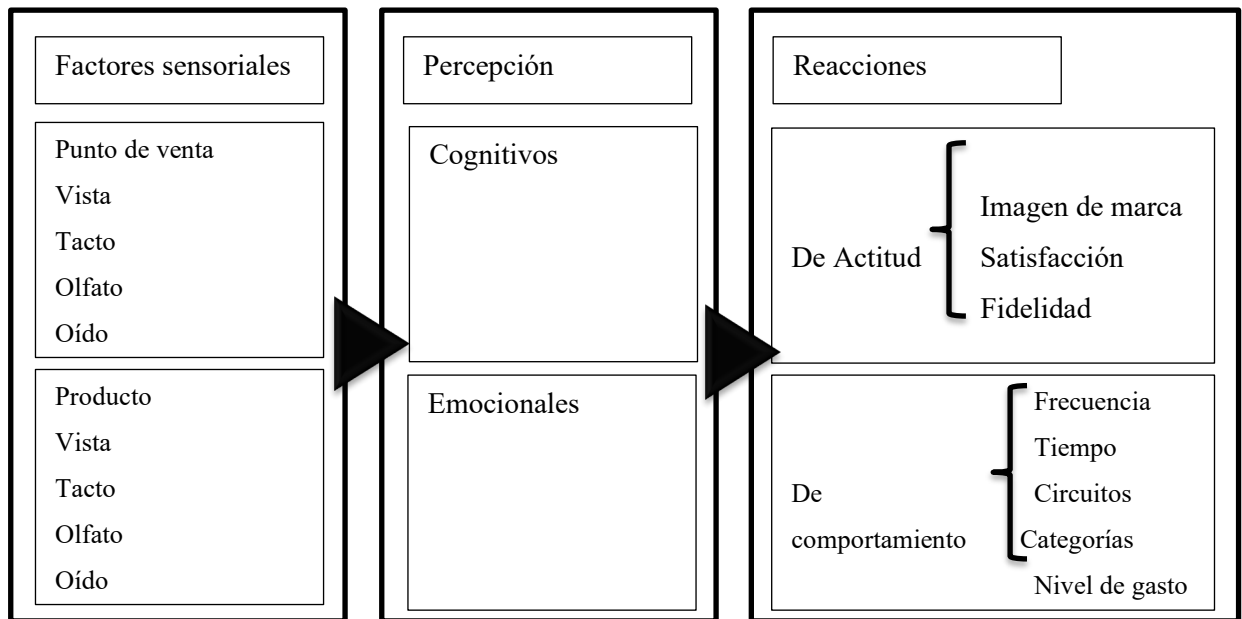 Factores sensoriales
Punto de venta
Vista
Tacto
Olfato
Oído
Producto
Vista
Tacto
Olfato
Oído
Percepción
Cognitivos
Emocionales
Reacciones
De Actitud
Imagen de marca
Satisfacción
Fidelidad
De
comportamiento
Frecuencia
Tiempo
Circuitos
Categorías
Nivel de gasto